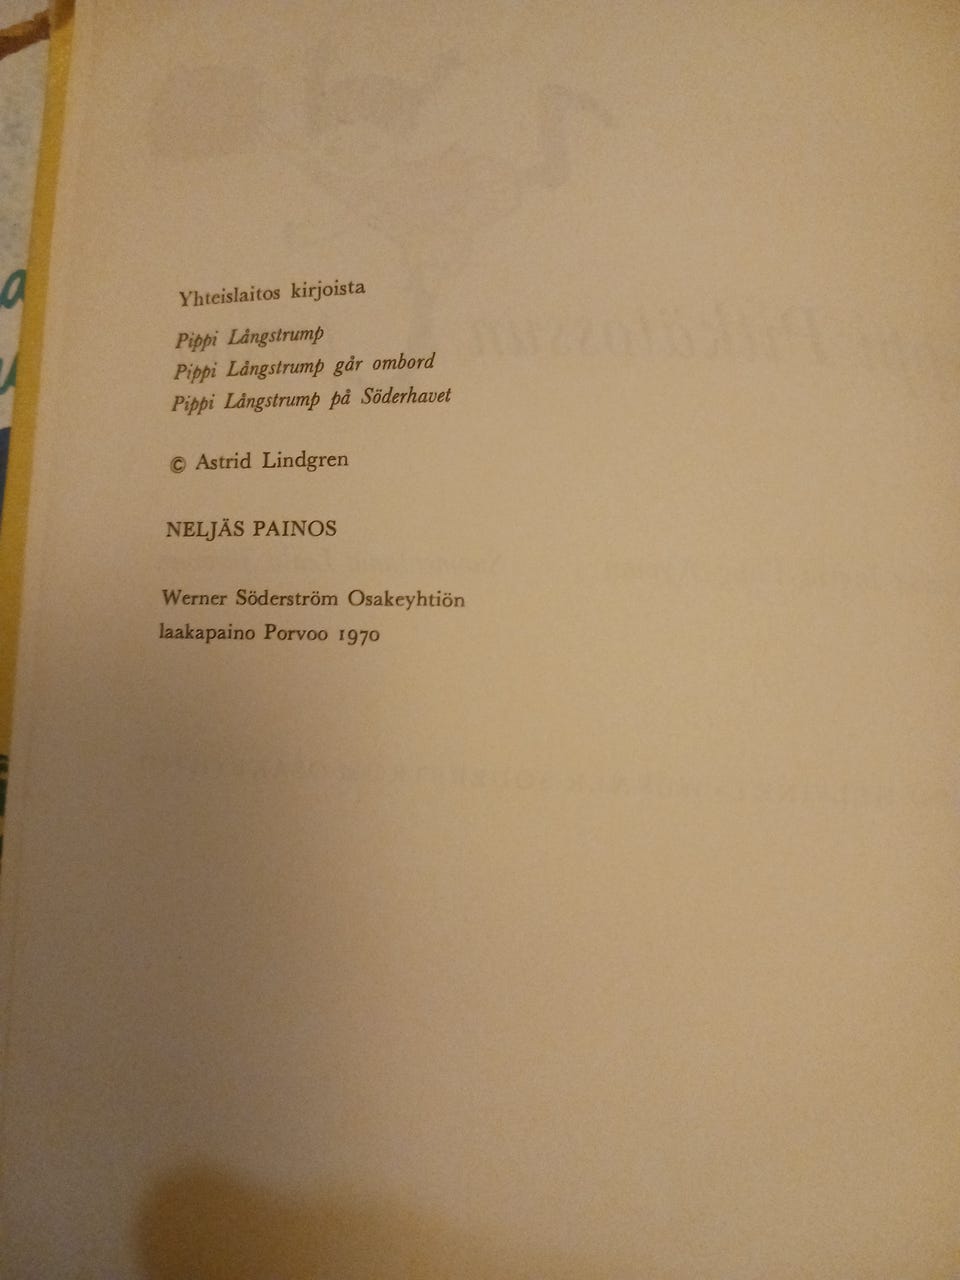 Yhteislaitos kirjoista
Pippi Långstrump
Pippi Långstrump går ombord
Pippi Långstrump på Söderhavet
© Astrid Lindgren
NELJÄS PAINOS
Werner Söderström Osakeyhtiön
laakapaino Porvoo 1970